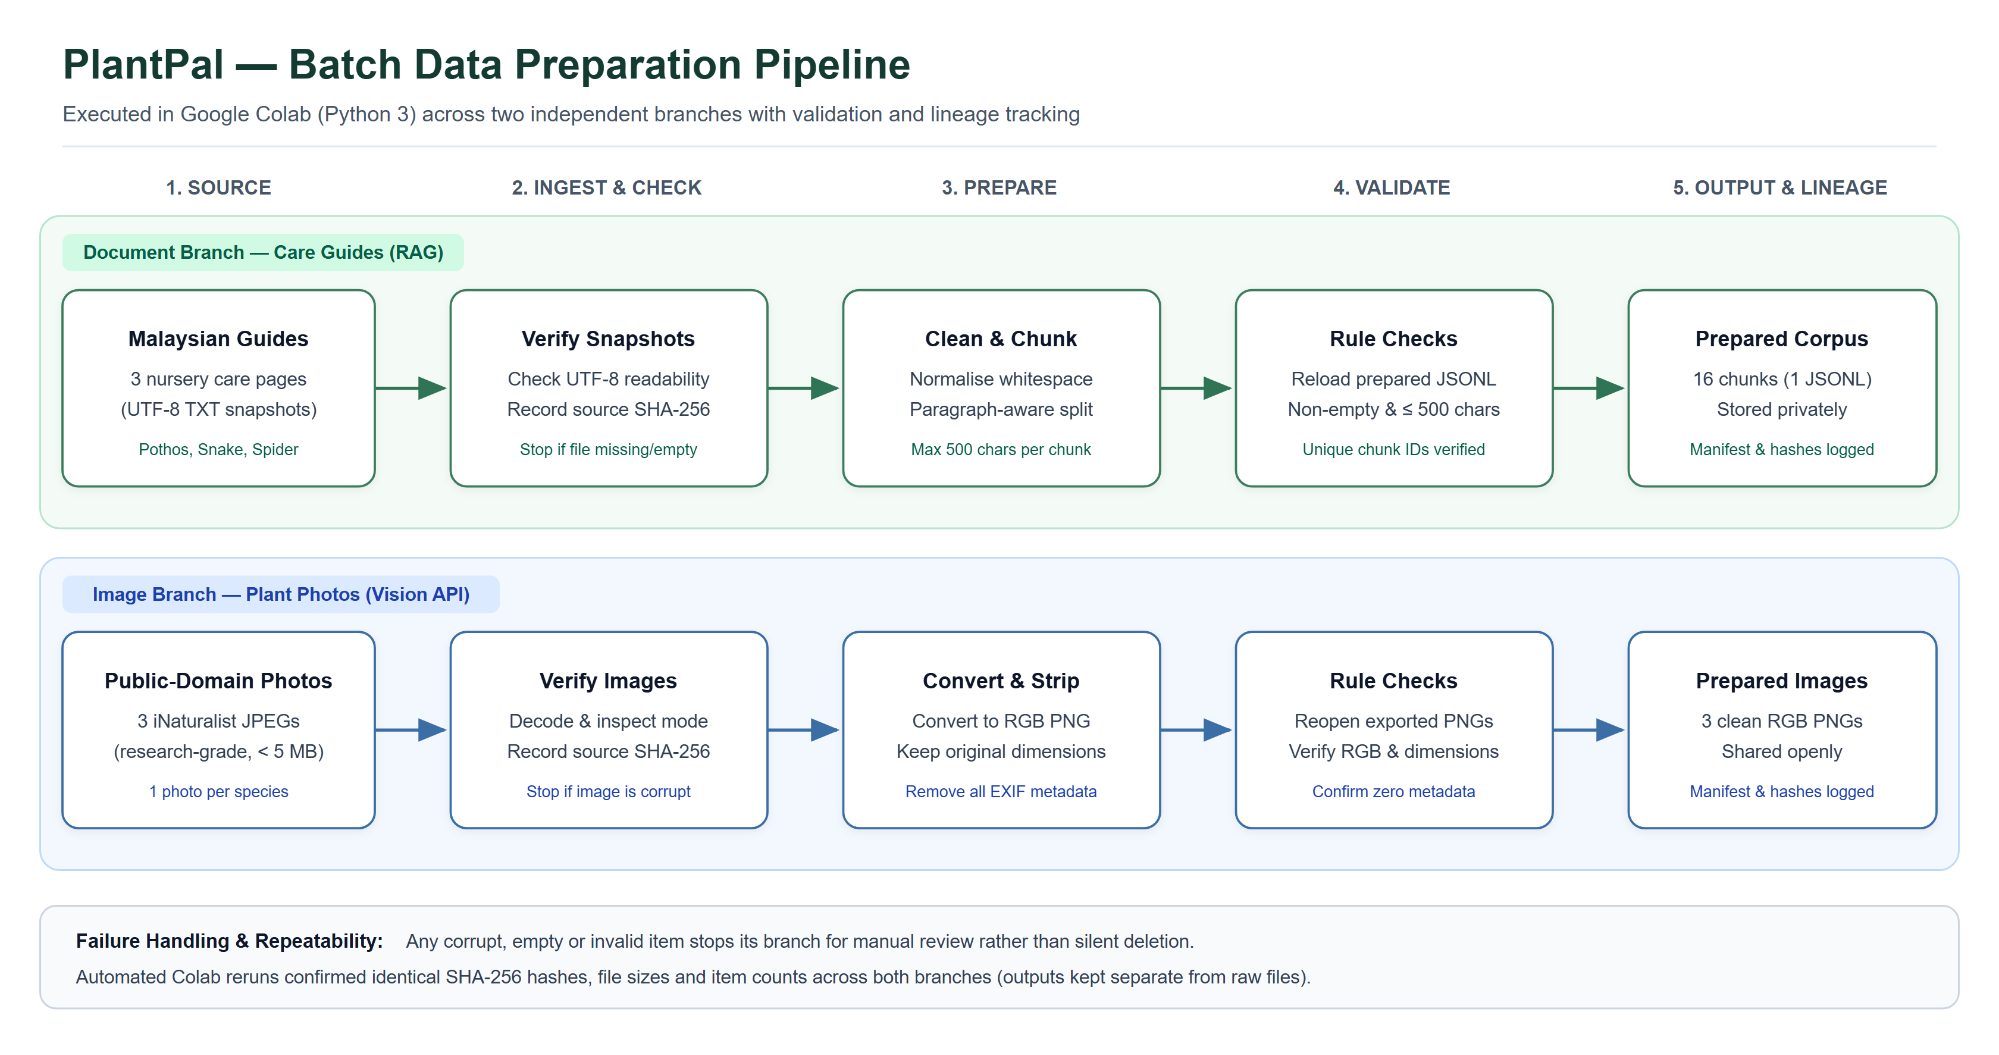 PlantPal — Batch Data Preparation Pipeline
Executed in Google Colab (Python 3) across two independent branches with validation and lineage tracking
1. SOURCE
2. INGEST & CHECK
3. PREPARE
4. VALIDATE
5. OUTPUT & LINEAGE
Document Branch — Care Guides (RAG)
Malaysian Guides
3 nursery care pages
(UTF-8 TXT snapshots)
Pothos, Snake, Spider
Verify Snapshots
Check UTF-8 readability
Record source SHA-256
Stop if file missing/empty
Clean & Chunk
Normalise whitespace
Paragraph-aware split
Max 500 chars per chunk
Rule Checks
Reload prepared JSONL
Non-empty & ≤ 500 chars
Unique chunk IDs verified
Prepared Corpus
16 chunks (1 JSONL)
Stored privately
Manifest & hashes logged
Image Branch — Plant Photos (Vision API)
Public-Domain Photos
3 iNaturalist JPEGs
(research-grade, < 5 MB)
1 photo per species
Verify Images
Decode & inspect mode
Record source SHA-256
Stop if image is corrupt
Convert & Strip
Convert to RGB PNG
Keep original dimensions
Remove all EXIF metadata
Rule Checks
Reopen exported PNGs
Verify RGB & dimensions
Confirm zero metadata
Prepared Images
3 clean RGB PNGs
Shared openly
Manifest & hashes logged
Failure Handling & Repeatability: Any corrupt, empty or invalid item stops its branch for manual review rather than silent deletion.
Automated Colab reruns confirmed identical SHA-256 hashes, file sizes and item counts across both branches (outputs kept separate from raw files).